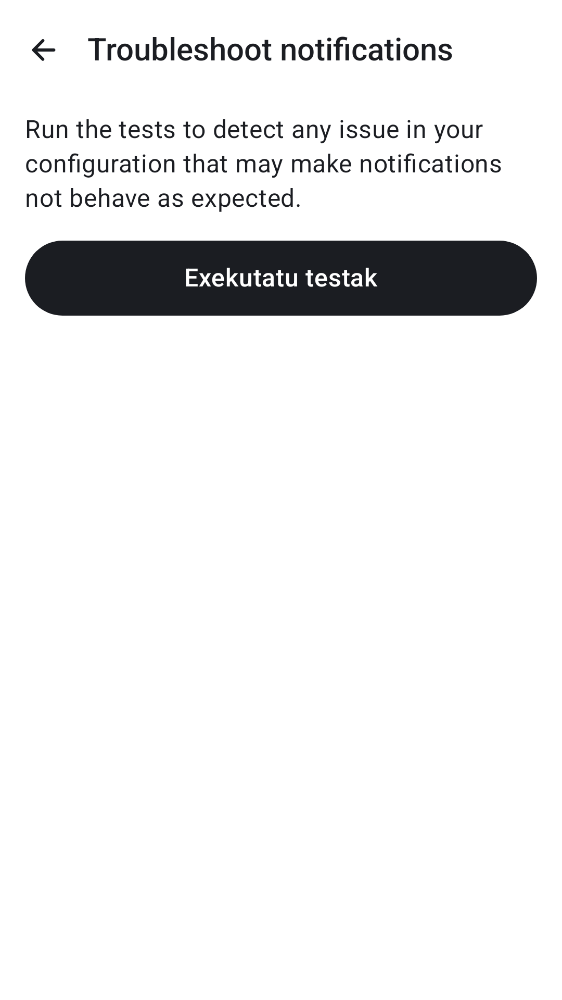 Troubleshoot notifications
Run the tests to detect any issue in your
configuration that may make notifications
not behave as expected.
Exekutatu testak